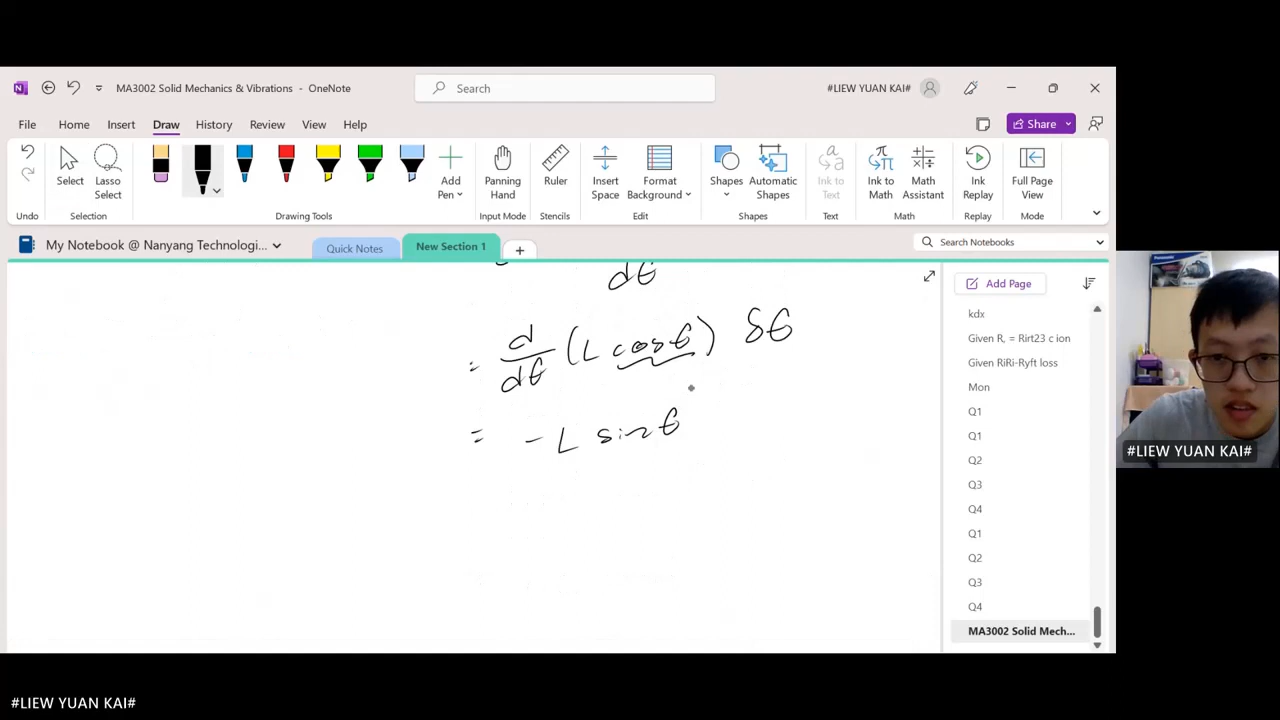 MA3002 Solid Mechanics & Vibrations - OneNote
Search
#LIEW YUAN KAI#
File Home Insert Draw History Review View Help
Share
Undo
Select
Lasso Select
Add Pen
Panning Hand
Ruler
Insert Space
Format Background
Shapes
Automatic Shapes
Ink to Text
Ink to Math
Math Assistant
Ink Replay
Full Page View
Selection
Drawing Tools
Input Mode
Stencils
Edit
Shapes
Text
Math
Replay
Mode
My Notebook @ Nanyang Technologi...
Quick Notes
New Section 1
Search Notebooks
dθ
= d/dθ (L cosθ) δθ
= -L sinθ
Add Page
kdx
Given R, = Rirt23 c ion
Given RiRi-Ryft loss
Mon
Q1
Q1
Q2
Q3
Q4
Q1
Q2
Q3
Q4
MA3002 Solid Mech...
#LIEW YUAN KAI#
#LIEW YUAN KAI#